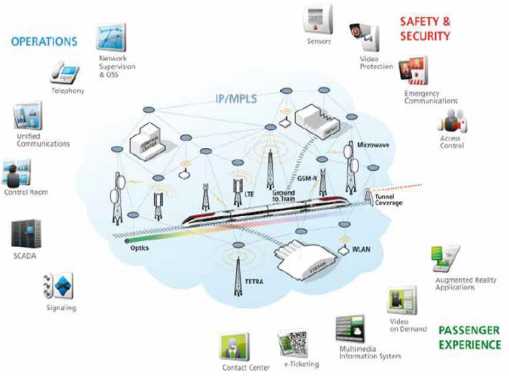 OPERATIONS
Network
Supervision
& OSS
Telephony
Unified
Communications
Control Room
SCADA
Signaling
SAFETY &
SECURITY
Sensors
Video
Protection
Emergency
Communications
Access
Control
IP/MPLS
Microwave
GSM-R
LTE
Ground
to Train
Tunnel
Coverage
Optics
WLAN
TETRA
Augmented Reality
Applications
Video
on Demand
PASSENGER
EXPERIENCE
Multimedia
Information System
e-Ticketing
Contact Center